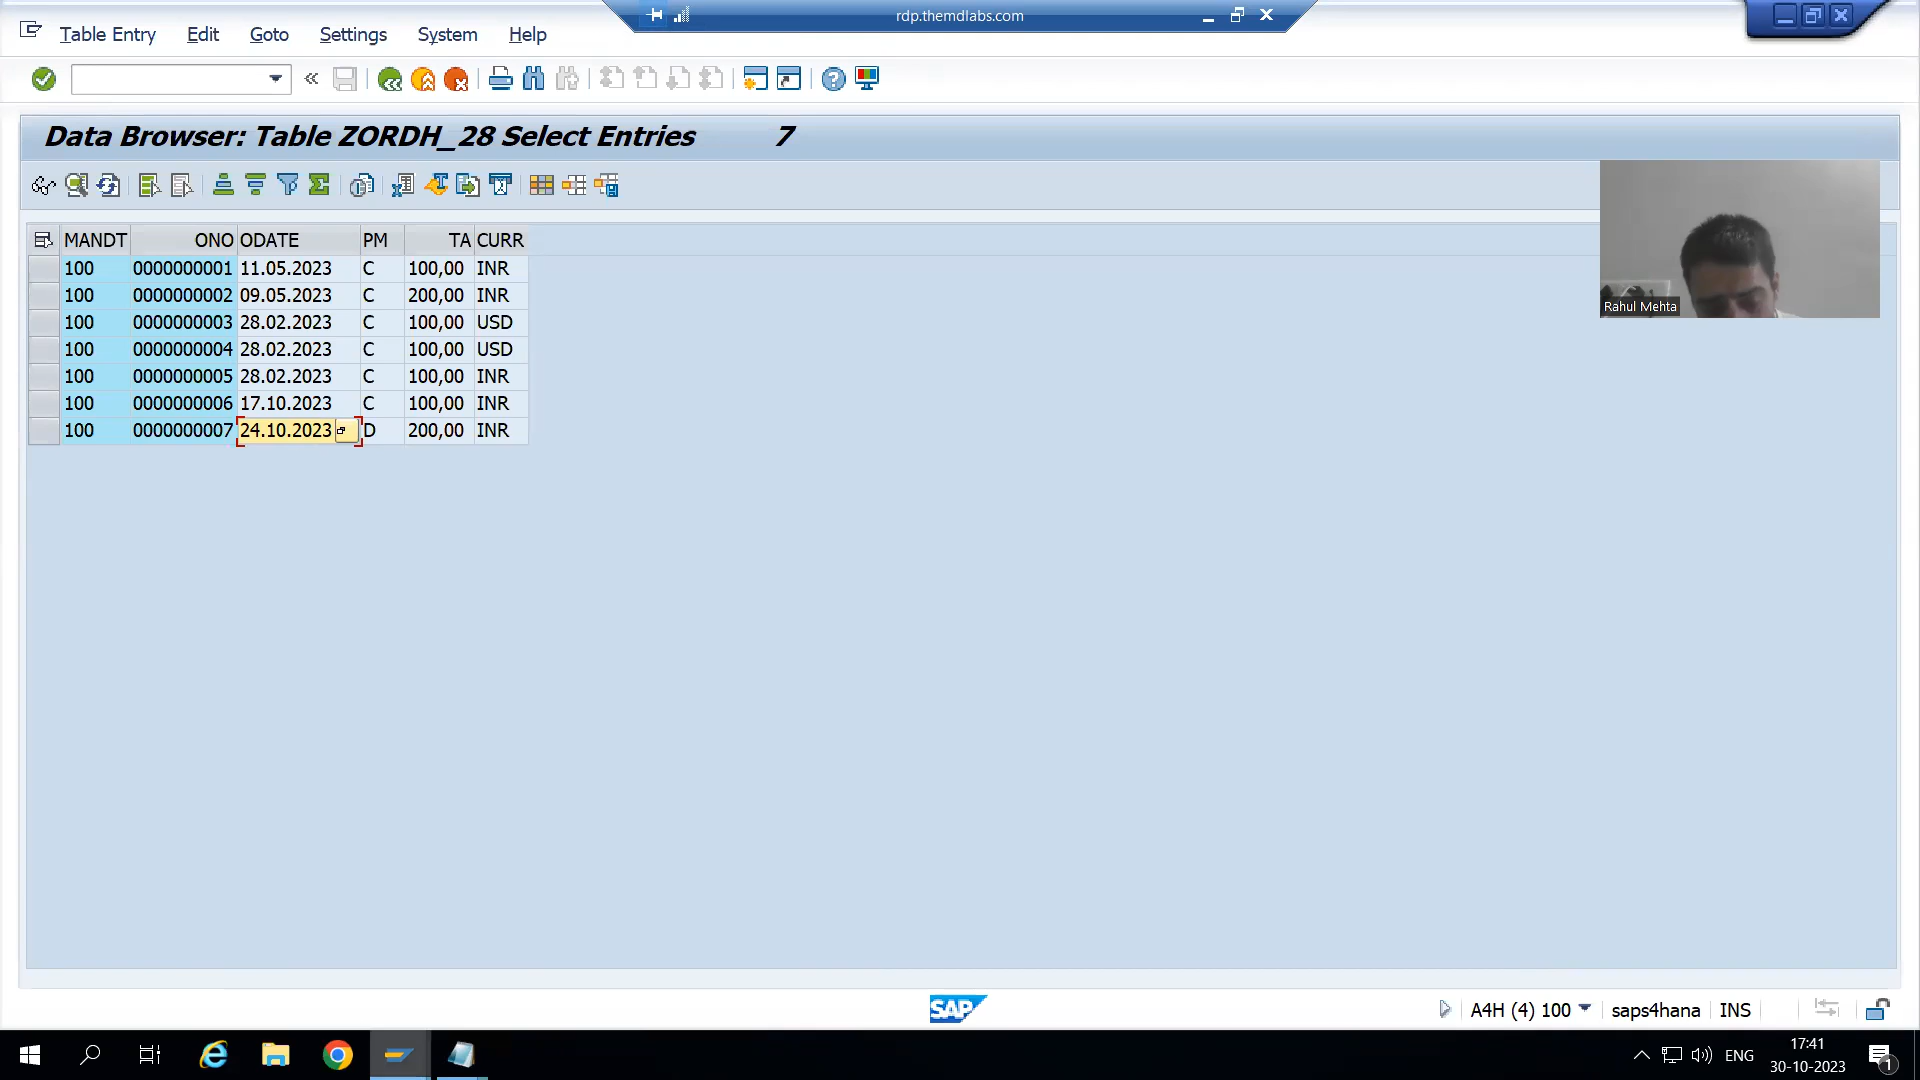 rdp.themdlabs.com
Table Entry Edit Goto Settings System Help
Data Browser: Table ZORDH_28 Select Entries 7
MANDT ONO ODATE PM TA CURR
100 0000000001 11.05.2023 C 100,00 INR
100 0000000002 09.05.2023 C 200,00 INR
100 0000000003 28.02.2023 C 100,00 USD
100 0000000004 28.02.2023 C 100,00 USD
100 0000000005 28.02.2023 C 100,00 INR
100 0000000006 17.10.2023 C 100,00 INR
100 0000000007 24.10.2023 D 200,00 INR
Rahul Mehta
SAP
A4H (4) 100 saps4hana INS
ENG
17:41
30-10-2023
1